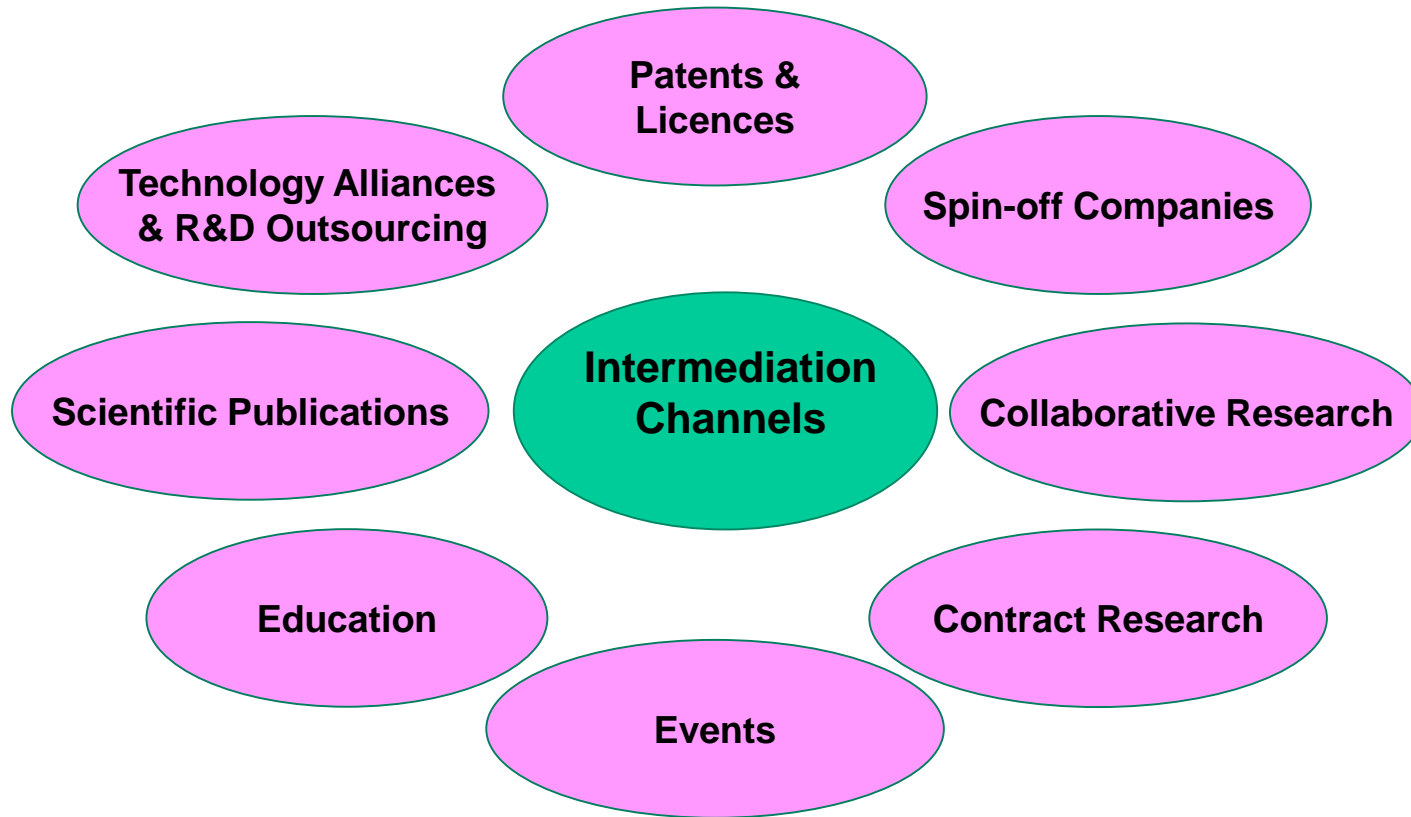 Patents &
Licences
Technology Alliances
& R&D Outsourcing
Spin-off Companies
Intermediation
Channels
Scientific Publications
Collaborative Research
Education
Contract Research
Events